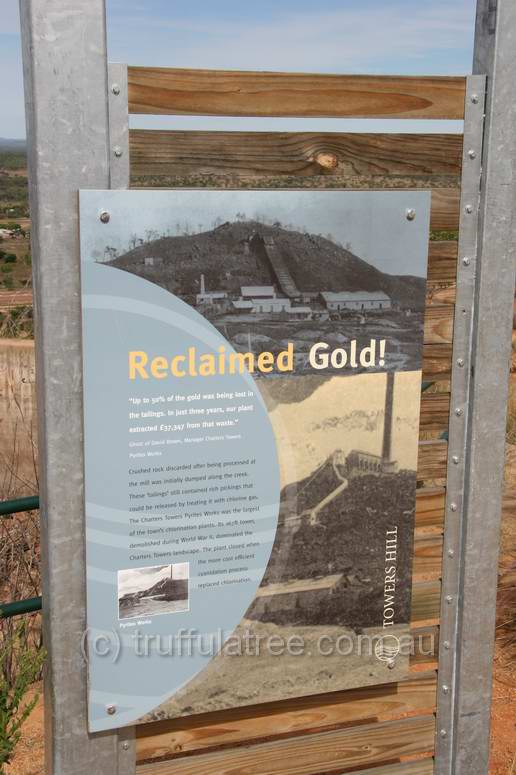 Reclaimed Gold!
"Up to 50% of the gold was being lost in
the tailings. In just three years, our plant
extracted £37,347 from that waste."
Ghost of David Brown, Manager Charters Towers
Pyrites Works
Crushed rock discarded after being processed at
the mill was initially dumped along the creek.
These 'tailings' still contained rich pickings that
could be released by treating it with chlorine gas.
The Charters Towers Pyrites Works was the largest
of the town's chlorination plants. Its tower,
demolished during World War II, dominated the
Charters Towers landscape. The plant closed when
the more cost efficient
cyanidation process
replaced chlorination.
Pyrites Works
TOWERS HILL
(c) truffulatree.com.au